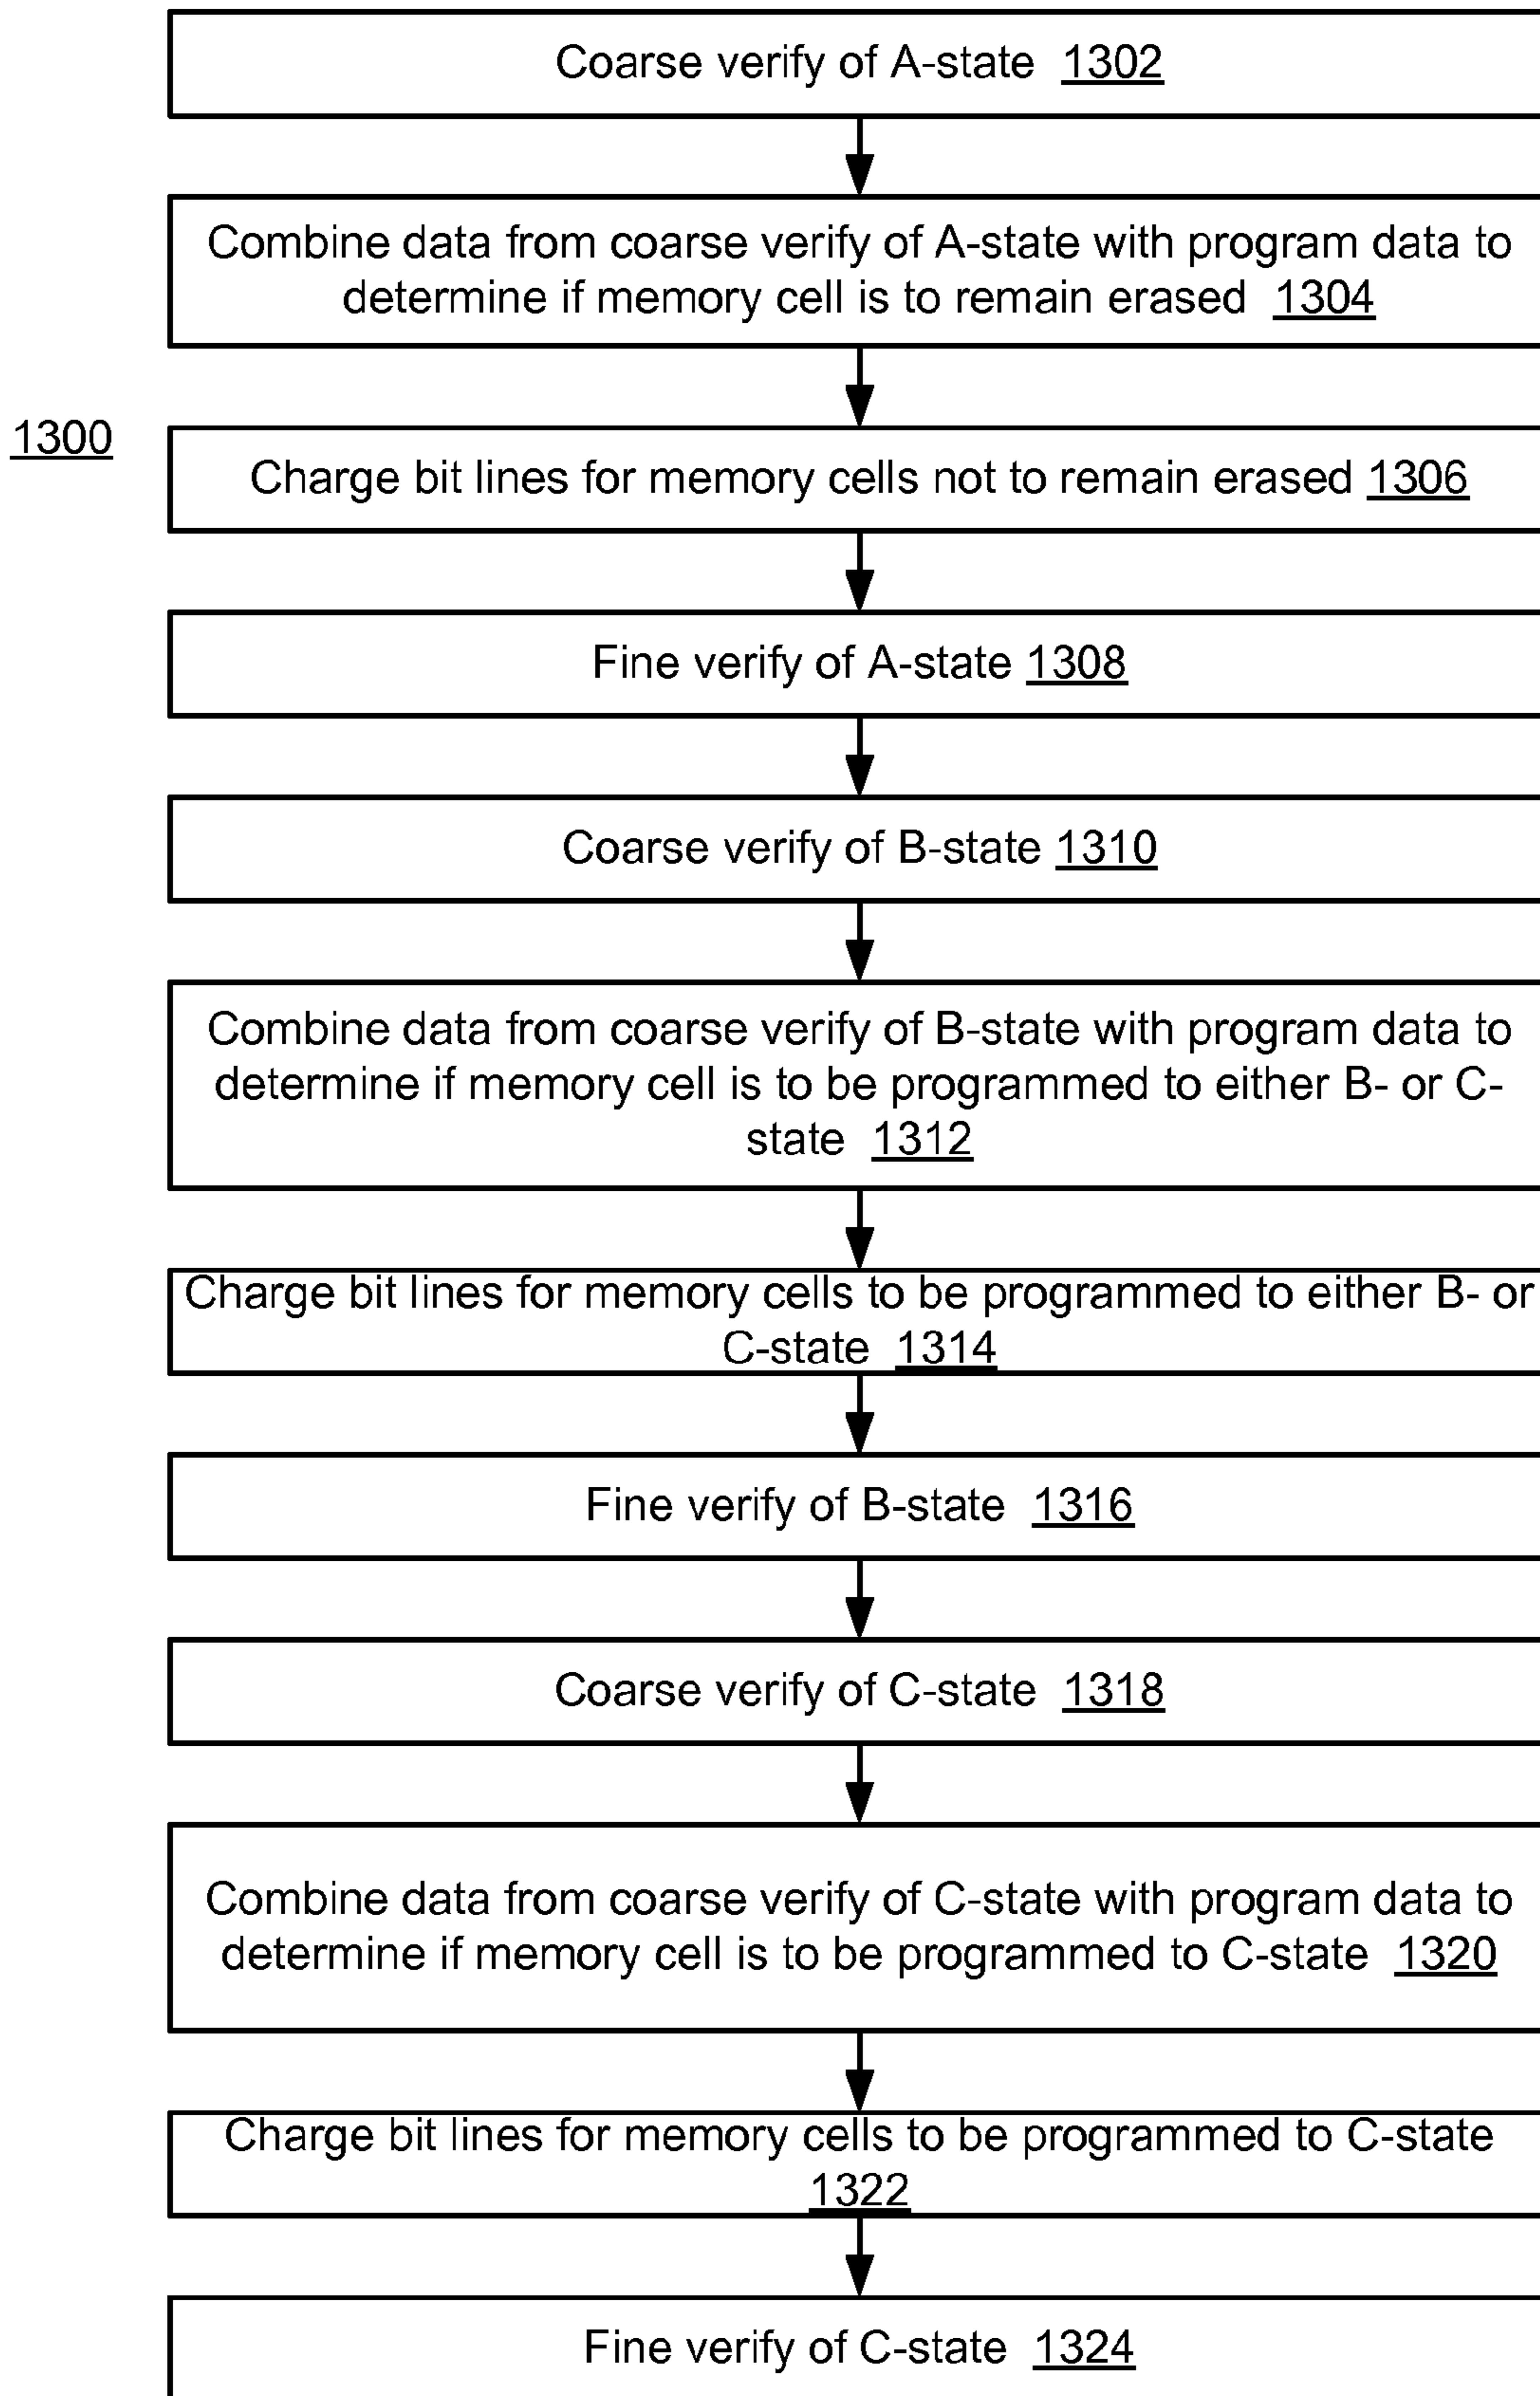 Coarse verify of A-state 1302
Combine data from coarse verify of A-state with program data to
determine if memory cell is to remain erased 1304
1300
Charge bit lines for memory cells not to remain erased 1306
Fine verify of A-state 1308
Coarse verify of B-state 1310
Combine data from coarse verify of B-state with program data to
determine if memory cell is to be programmed to either B- or C-
state 1312
Charge bit lines for memory cells to be programmed to either B- or
C-state 1314
Fine verify of B-state 1316
Coarse verify of C-state 1318
Combine data from coarse verify of C-state with program data to
determine if memory cell is to be programmed to C-state 1320
Charge bit lines for memory cells to be programmed to C-state
1322
Fine verify of C-state 1324